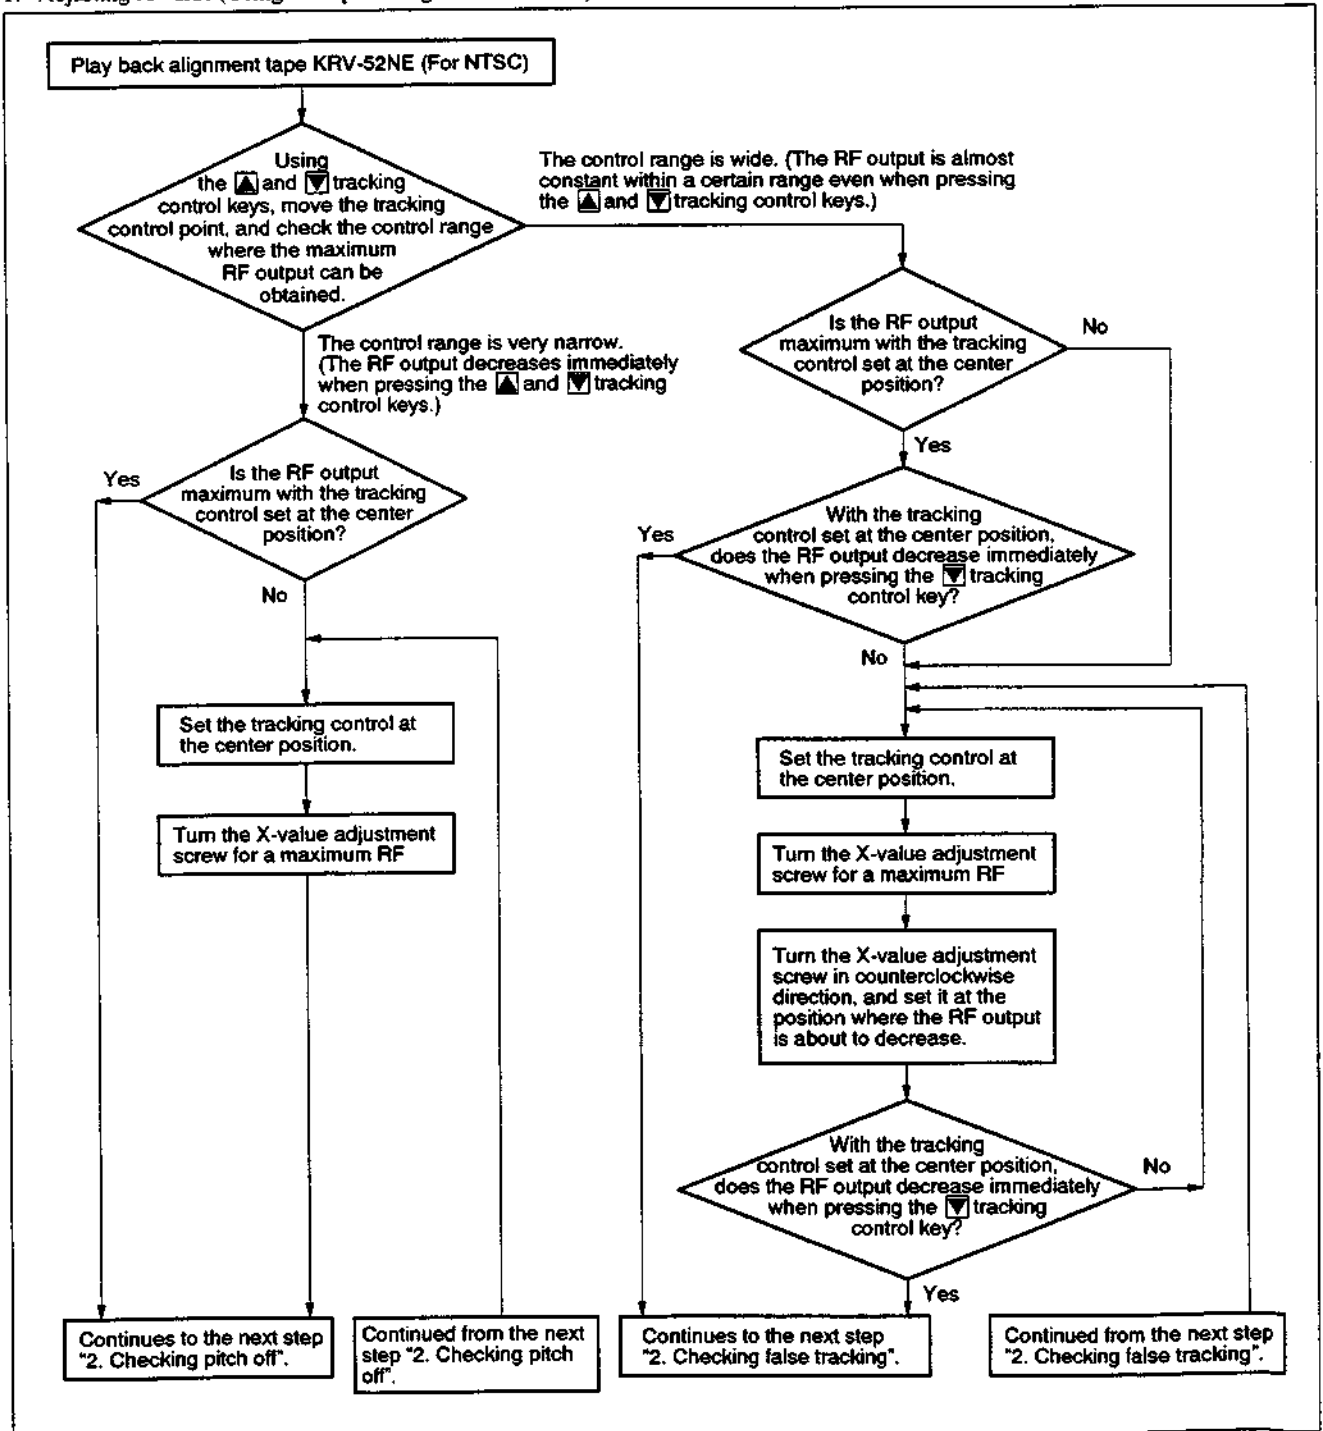 Play back alignment tape KRV-52NE (For NTSC)
Using
the ▲ and ▼ tracking
control keys, move the tracking
control point, and check the control range
where the maximum
RF output can be
obtained.
The control range is wide. (The RF output is almost
constant within a certain range even when pressing
the ▲ and ▼ tracking control keys.)
The control range is very narrow.
(The RF output decreases immediately
when pressing the ▲ and ▼ tracking
control keys.)
Is the RF output
maximum with the tracking
control set at the center
position?
No
Yes
Yes
Is the RF output
maximum with the tracking
control set at the center
position?
No
With the tracking
control set at the center position,
does the RF output decrease immediately
when pressing the ▼ tracking
control key?
Yes
No
Set the tracking control at
the center position.
Turn the X-value adjustment
screw for a maximum RF
Set the tracking control at
the center position.
Turn the X-value adjustment
screw for a maximum RF
Turn the X-value adjustment
screw in counterclockwise
direction, and set it at the
position where the RF output
is about to decrease.
With the tracking
control set at the center position,
does the RF output decrease immediately
when pressing the ▼ tracking
control key?
No
Yes
Continues to the next step
"2. Checking pitch off".
Continued from the next
step "2. Checking pitch
off".
Continues to the next step
"2. Checking false tracking".
Continued from the next step
"2. Checking false tracking".